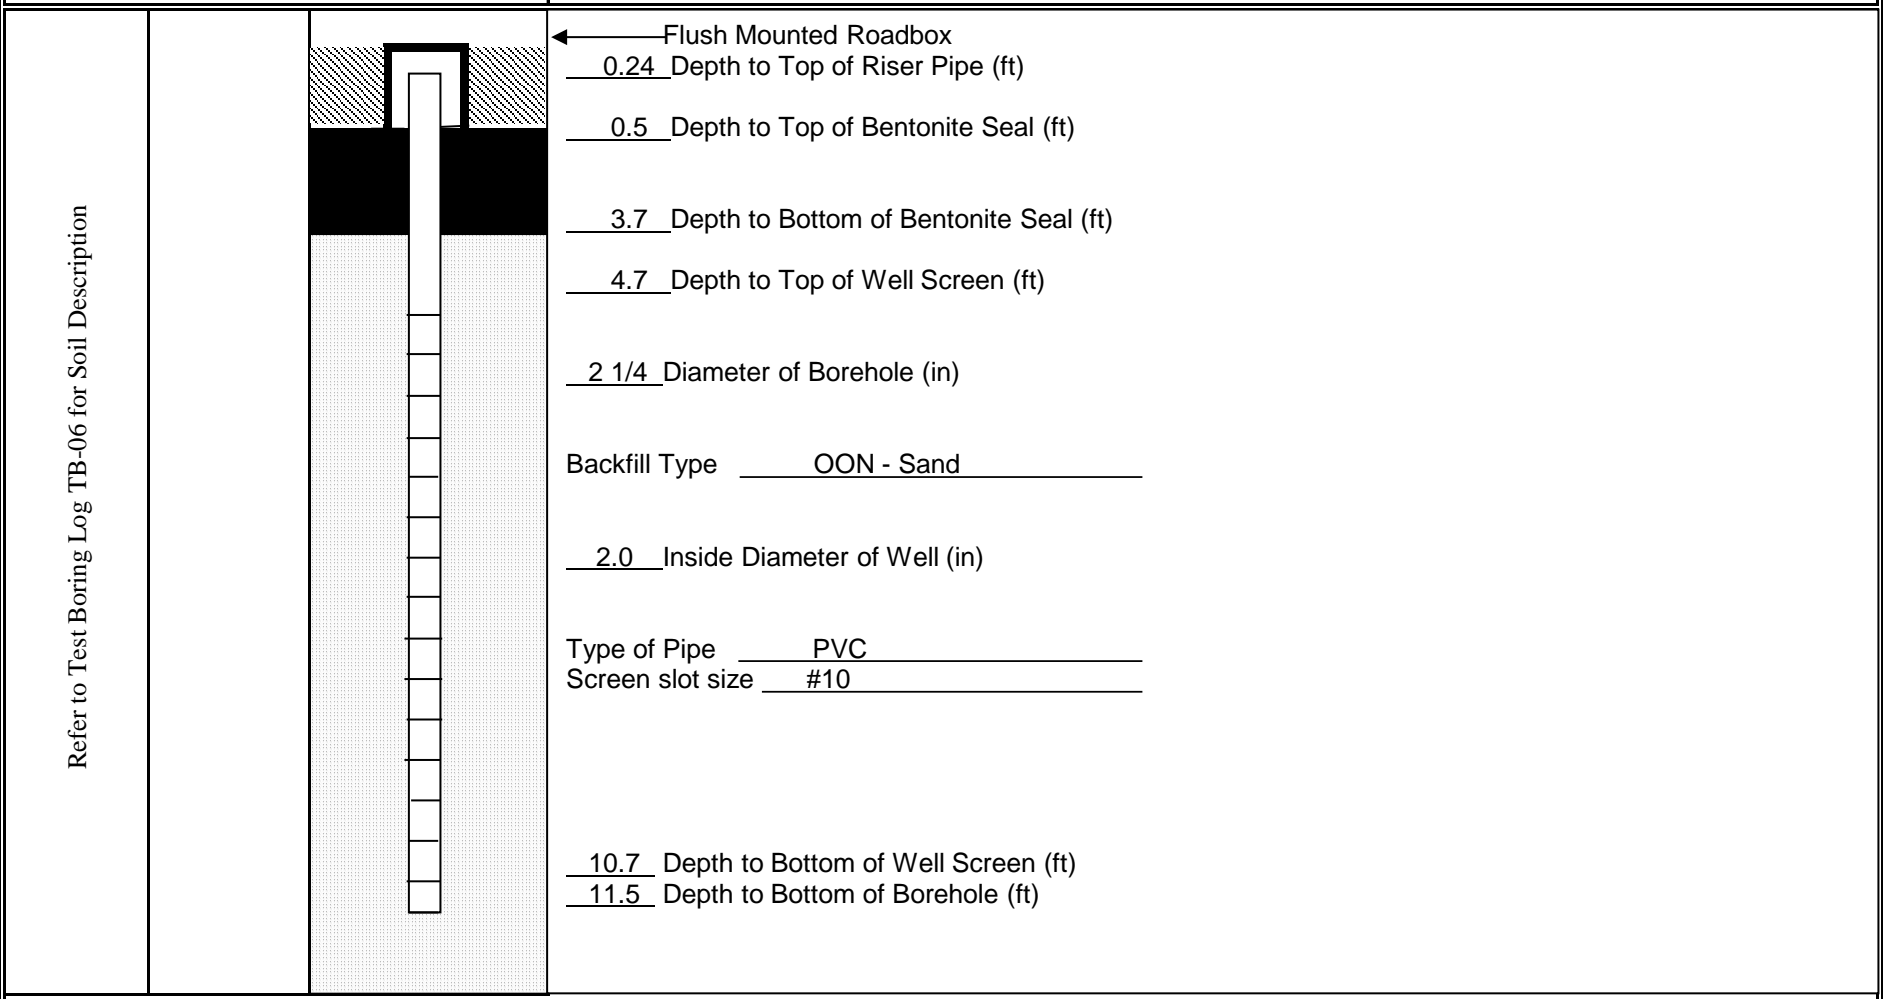 Refer to Test Boring Log TB-06 for Soil Description
Flush Mounted Roadbox
0.24 Depth to Top of Riser Pipe (ft)
0.5 Depth to Top of Bentonite Seal (ft)
3.7 Depth to Bottom of Bentonite Seal (ft)
4.7 Depth to Top of Well Screen (ft)
2 1/4 Diameter of Borehole (in)
Backfill Type OON - Sand
2.0 Inside Diameter of Well (in)
Type of Pipe PVC
Screen slot size #10
10.7 Depth to Bottom of Well Screen (ft)
11.5 Depth to Bottom of Borehole (ft)